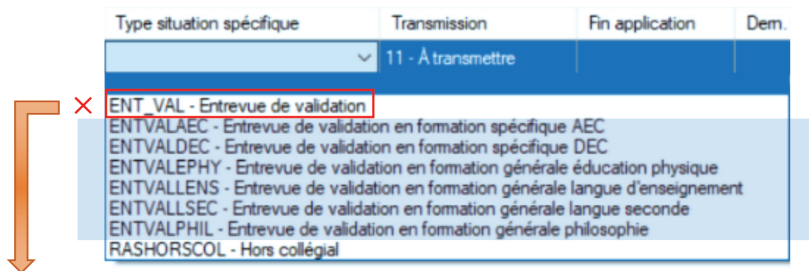 Type situation spécifique Transmission Fin application Dem.
11 - À transmettre
ENT_VAL - Entrevue de validation
ENTVALAEC - Entrevue de validation en formation spécifique AEC
ENTVALDEC - Entrevue de validation en formation spécifique DEC
ENTVALEPHY - Entrevue de validation en formation générale éducation physique
ENTVALLENS - Entrevue de validation en formation générale langue d'enseignement
ENTVALLSEC - Entrevue de validation en formation générale langue seconde
ENTVALPHIL - Entrevue de validation en formation générale philosophie
RASHORSCOL - Hors collégial